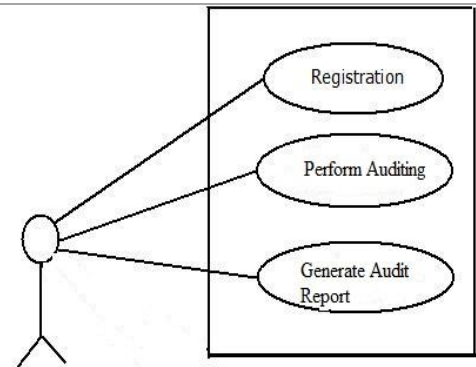 Registration
Perform Auditing
Generate Audit
Report